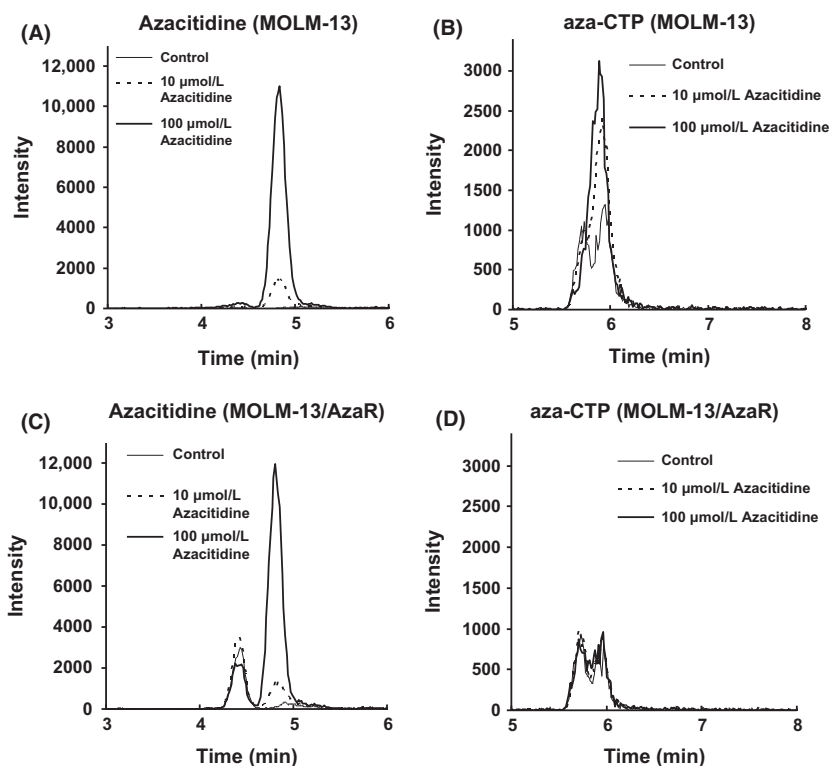 (A)
Azacitidine (MOLM-13)
Control
10 µmol/L
Azacitidine
100 µmol/L
Azacitidine
12,000
10,000
8000
6000
4000
2000
0
Intensity
3 4 5 6
Time (min)
(B)
aza-CTP (MOLM-13)
Control
10 µmol/L Azacitidine
100 µmol/L Azacitidine
3000
2500
2000
1500
1000
500
0
Intensity
5 6 7 8
Time (min)
(C)
Azacitidine (MOLM-13/AzaR)
Control
10 µmol/L
Azacitidine
100 µmol/L
Azacitidine
12,000
10,000
8000
6000
4000
2000
0
Intensity
3 4 5 6
Time (min)
(D)
aza-CTP (MOLM-13/AzaR)
Control
10 µmol/L Azacitidine
100 µmol/L Azacitidine
3000
2500
2000
1500
1000
500
0
Intensity
5 6 7 8
Time (min)